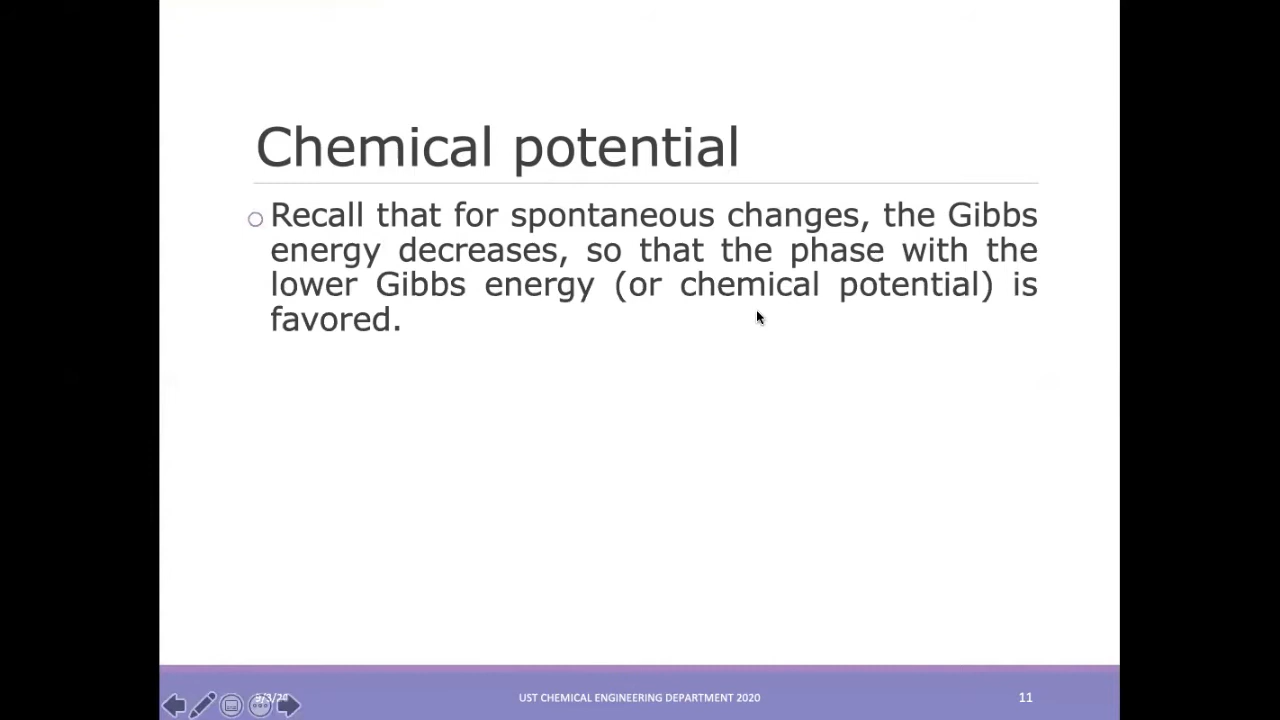 Chemical potential
Recall that for spontaneous changes, the Gibbs
energy decreases, so that the phase with the
lower Gibbs energy (or chemical potential) is
favored.
UST CHEMICAL ENGINEERING DEPARTMENT 2020
11